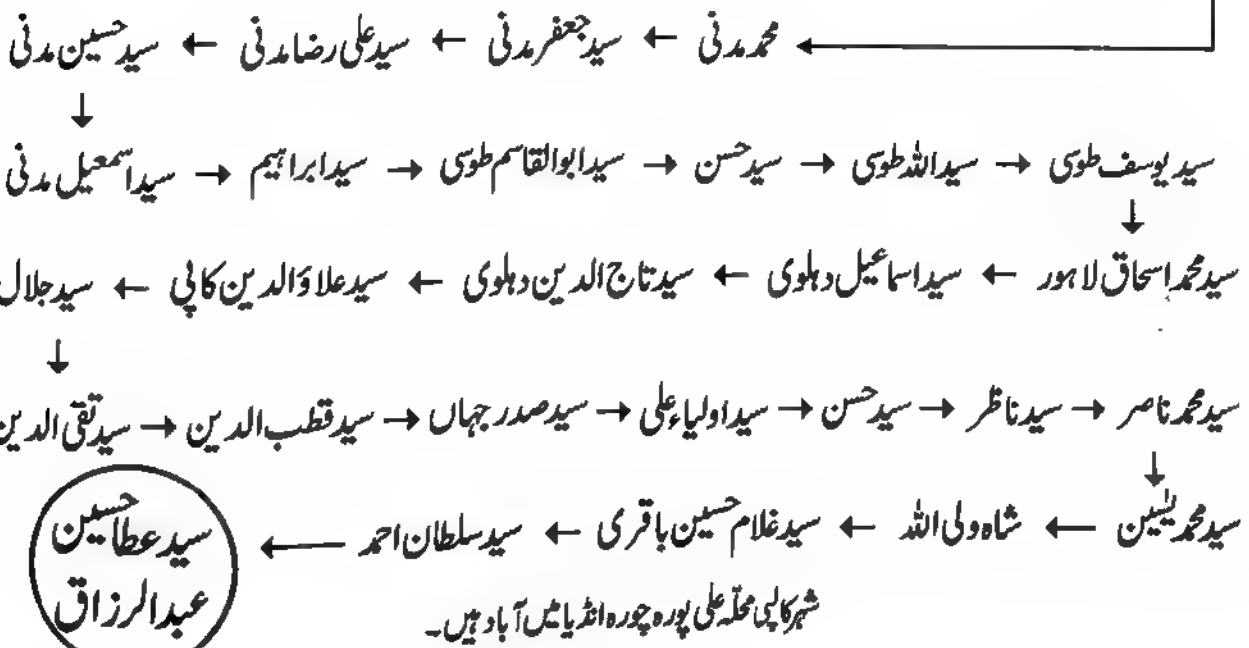 محمد مدنی ← سید جعفر مدنی ← سید علی رضا مدنی ← سید حسین مدنی
سید یوسف طوسی → سید اللہ طوسی → سید حسن → سید ابوالقاسم طوسی → سید ابراہیم → سید اسمعیل مدنی
سید محمد اسحاق لاہور ← سید اسماعیل دہلوی ← سید تاج الدین دہلوی ← سید علاؤالدین کالپی ← سید جلال
سید محمد ناصر → سید ناظر → سید حسن → سید اولیاء علی → سید صدر جہاں → سید قطب الدین → سید تقی الدین
سید محمد یٰسین ← شاہ ولی اللہ ← سید غلام حسین باقری ← سید سلطان احمد ← سید عطا حسین
عبدالرزاق
شہر کالپی محلّہ علی پورہ چورہ انڈیا میں آباد ہیں۔